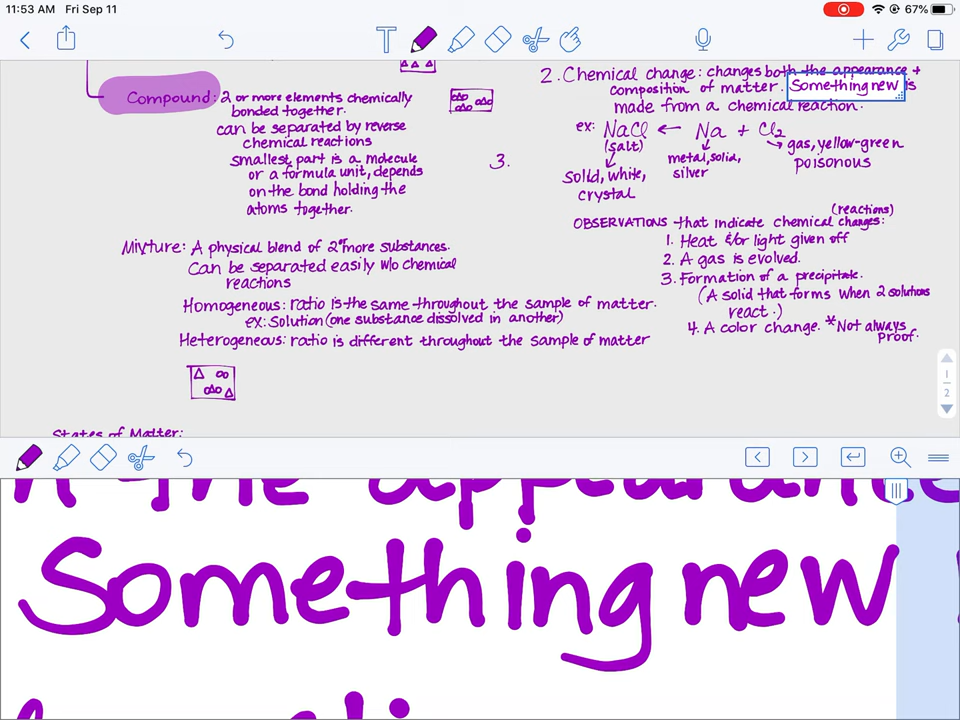 11:53 AM Fri Sep 11
67%
T
Compound: 2 or more elements chemically
bonded together.
can be separated by reverse
chemical reactions
smallest part is a molecule
or a formula unit, depends
on the bond holding the
atoms together.
Mixture: A physical blend of 2 or more substances.
Can be separated easily w/o chemical
reactions
Homogeneous: ratio is the same throughout the sample of matter.
ex: Solution (one substance dissolved in another)
Heterogeneous: ratio is different throughout the sample of matter
States of Matter:
2. Chemical change: changes both the appearance +
composition of matter. Something new is
made from a chemical reaction.
ex: NaCl ← Na + Cl2
(salt)
solid, white,
crystal
metal, solid,
silver
gas, yellow-green
poisonous
3.
(reactions)
OBSERVATIONS that indicate chemical changes:
1. Heat &/or light given off
2. A gas is evolved.
3. Formation of a precipitate.
(A solid that forms when 2 solutions
react.)
4. A color change. *Not always
proof.
1
2
n the appearance
Something new